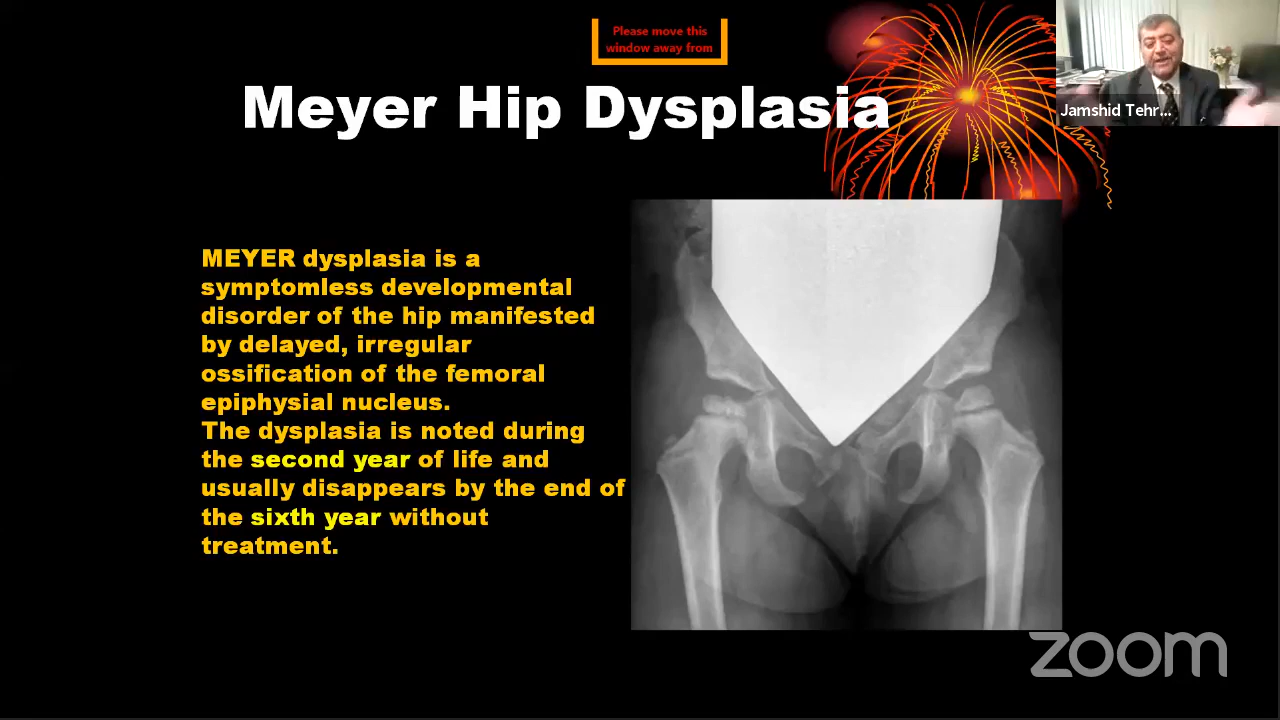 Please move this
window away from
Meyer Hip Dysplasia
Jamshid Tehr...
MEYER dysplasia is a
symptomless developmental
disorder of the hip manifested
by delayed, irregular
ossification of the femoral
epiphysial nucleus.
The dysplasia is noted during
the second year of life and
usually disappears by the end of
the sixth year without
treatment.
zoom